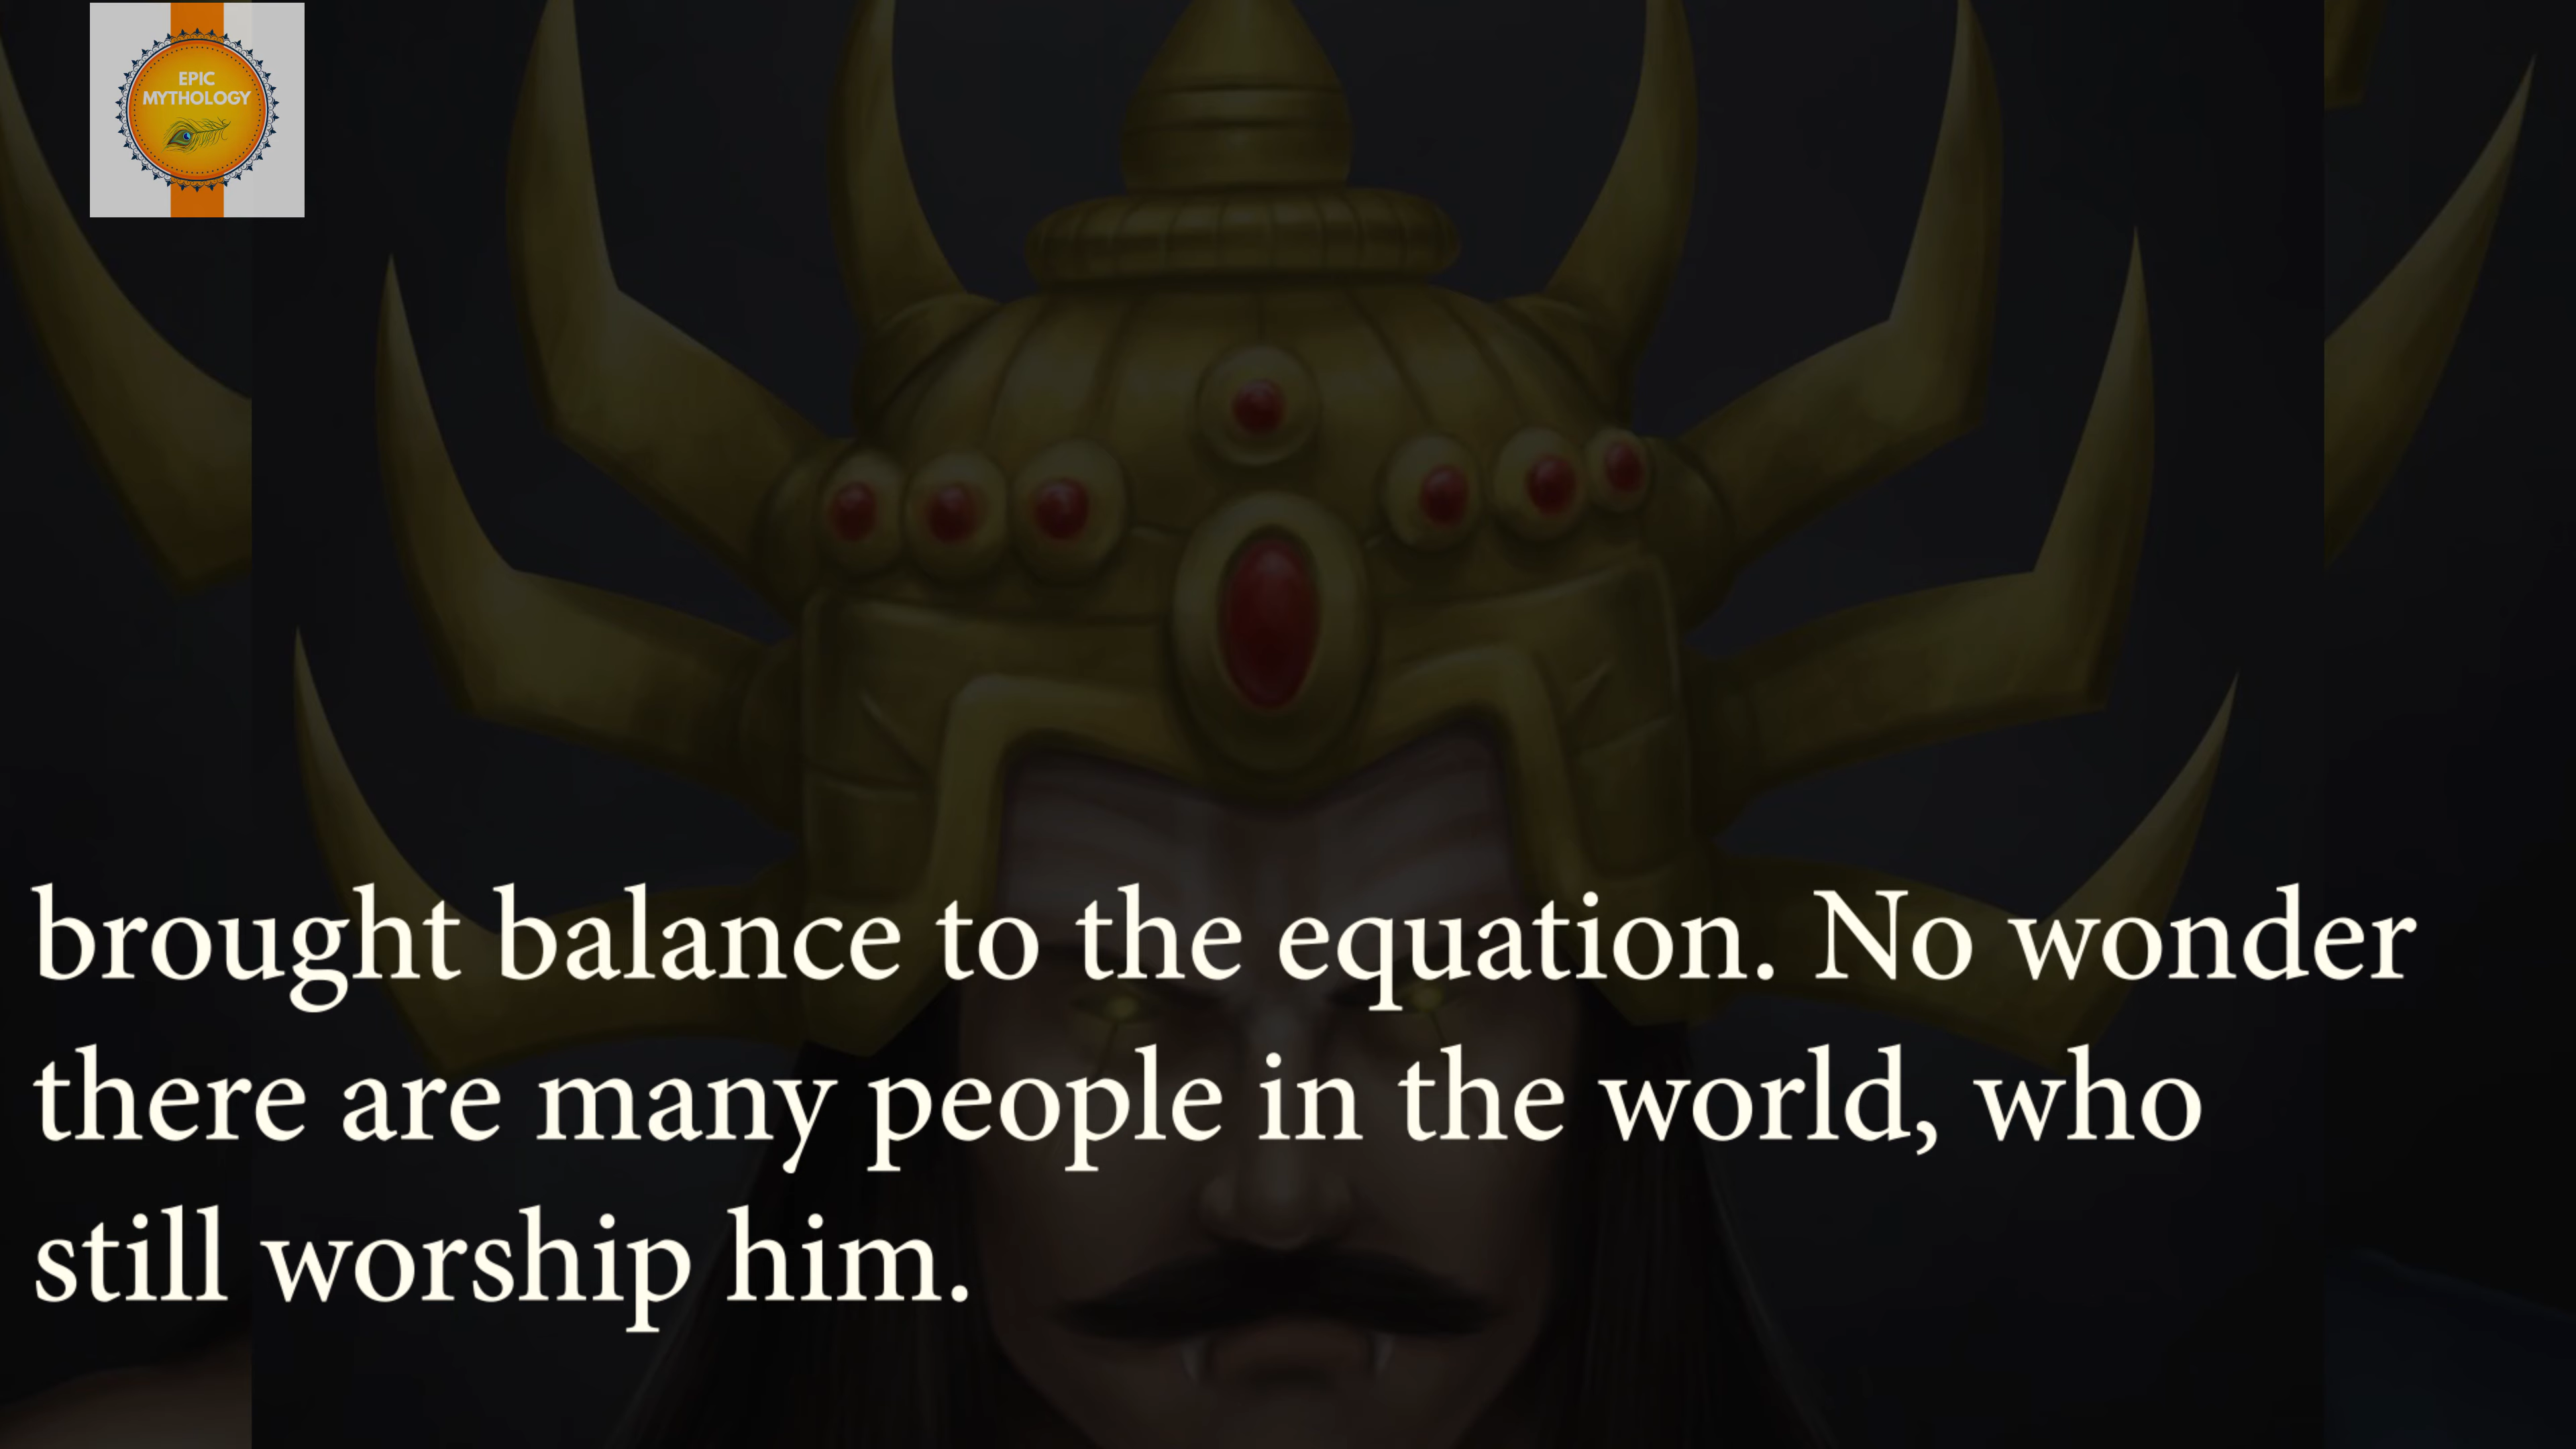 EPIC
MYTHOLOGY
brought balance to the equation. No wonder
there are many people in the world, who
still worship him.